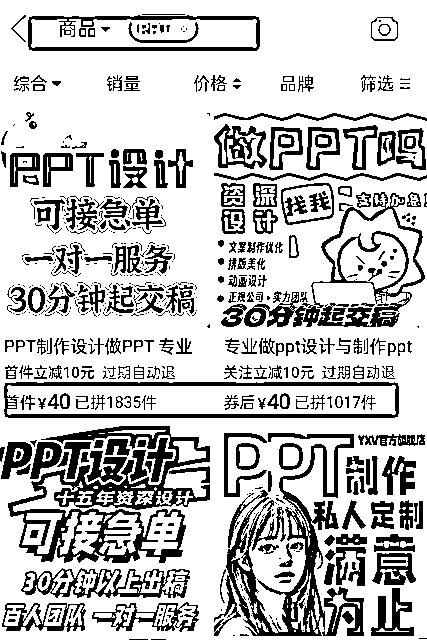 商品
综合 销量 价格 品牌 筛选
PPT设计
可接急单
一对一服务
30分钟起交稿
PPT制作设计做PPT 专业
首件立减10元 过期自动退
首件¥40 已拼1835件
做PPT吗
资深
设计
找我
支持加急
文案制作优化
排版美化
动画设计
正规公司·实力团队
30分钟起交稿
专业做ppt设计与制作ppt
关注立减10元 过期自动退
券后¥40 已拼1017件
PPT设计
十五年资深设计
可接急单
30分钟以上出稿
百人团队 一对一服务
YXV官方旗舰店
PPT制作
私人定制
满意
为止